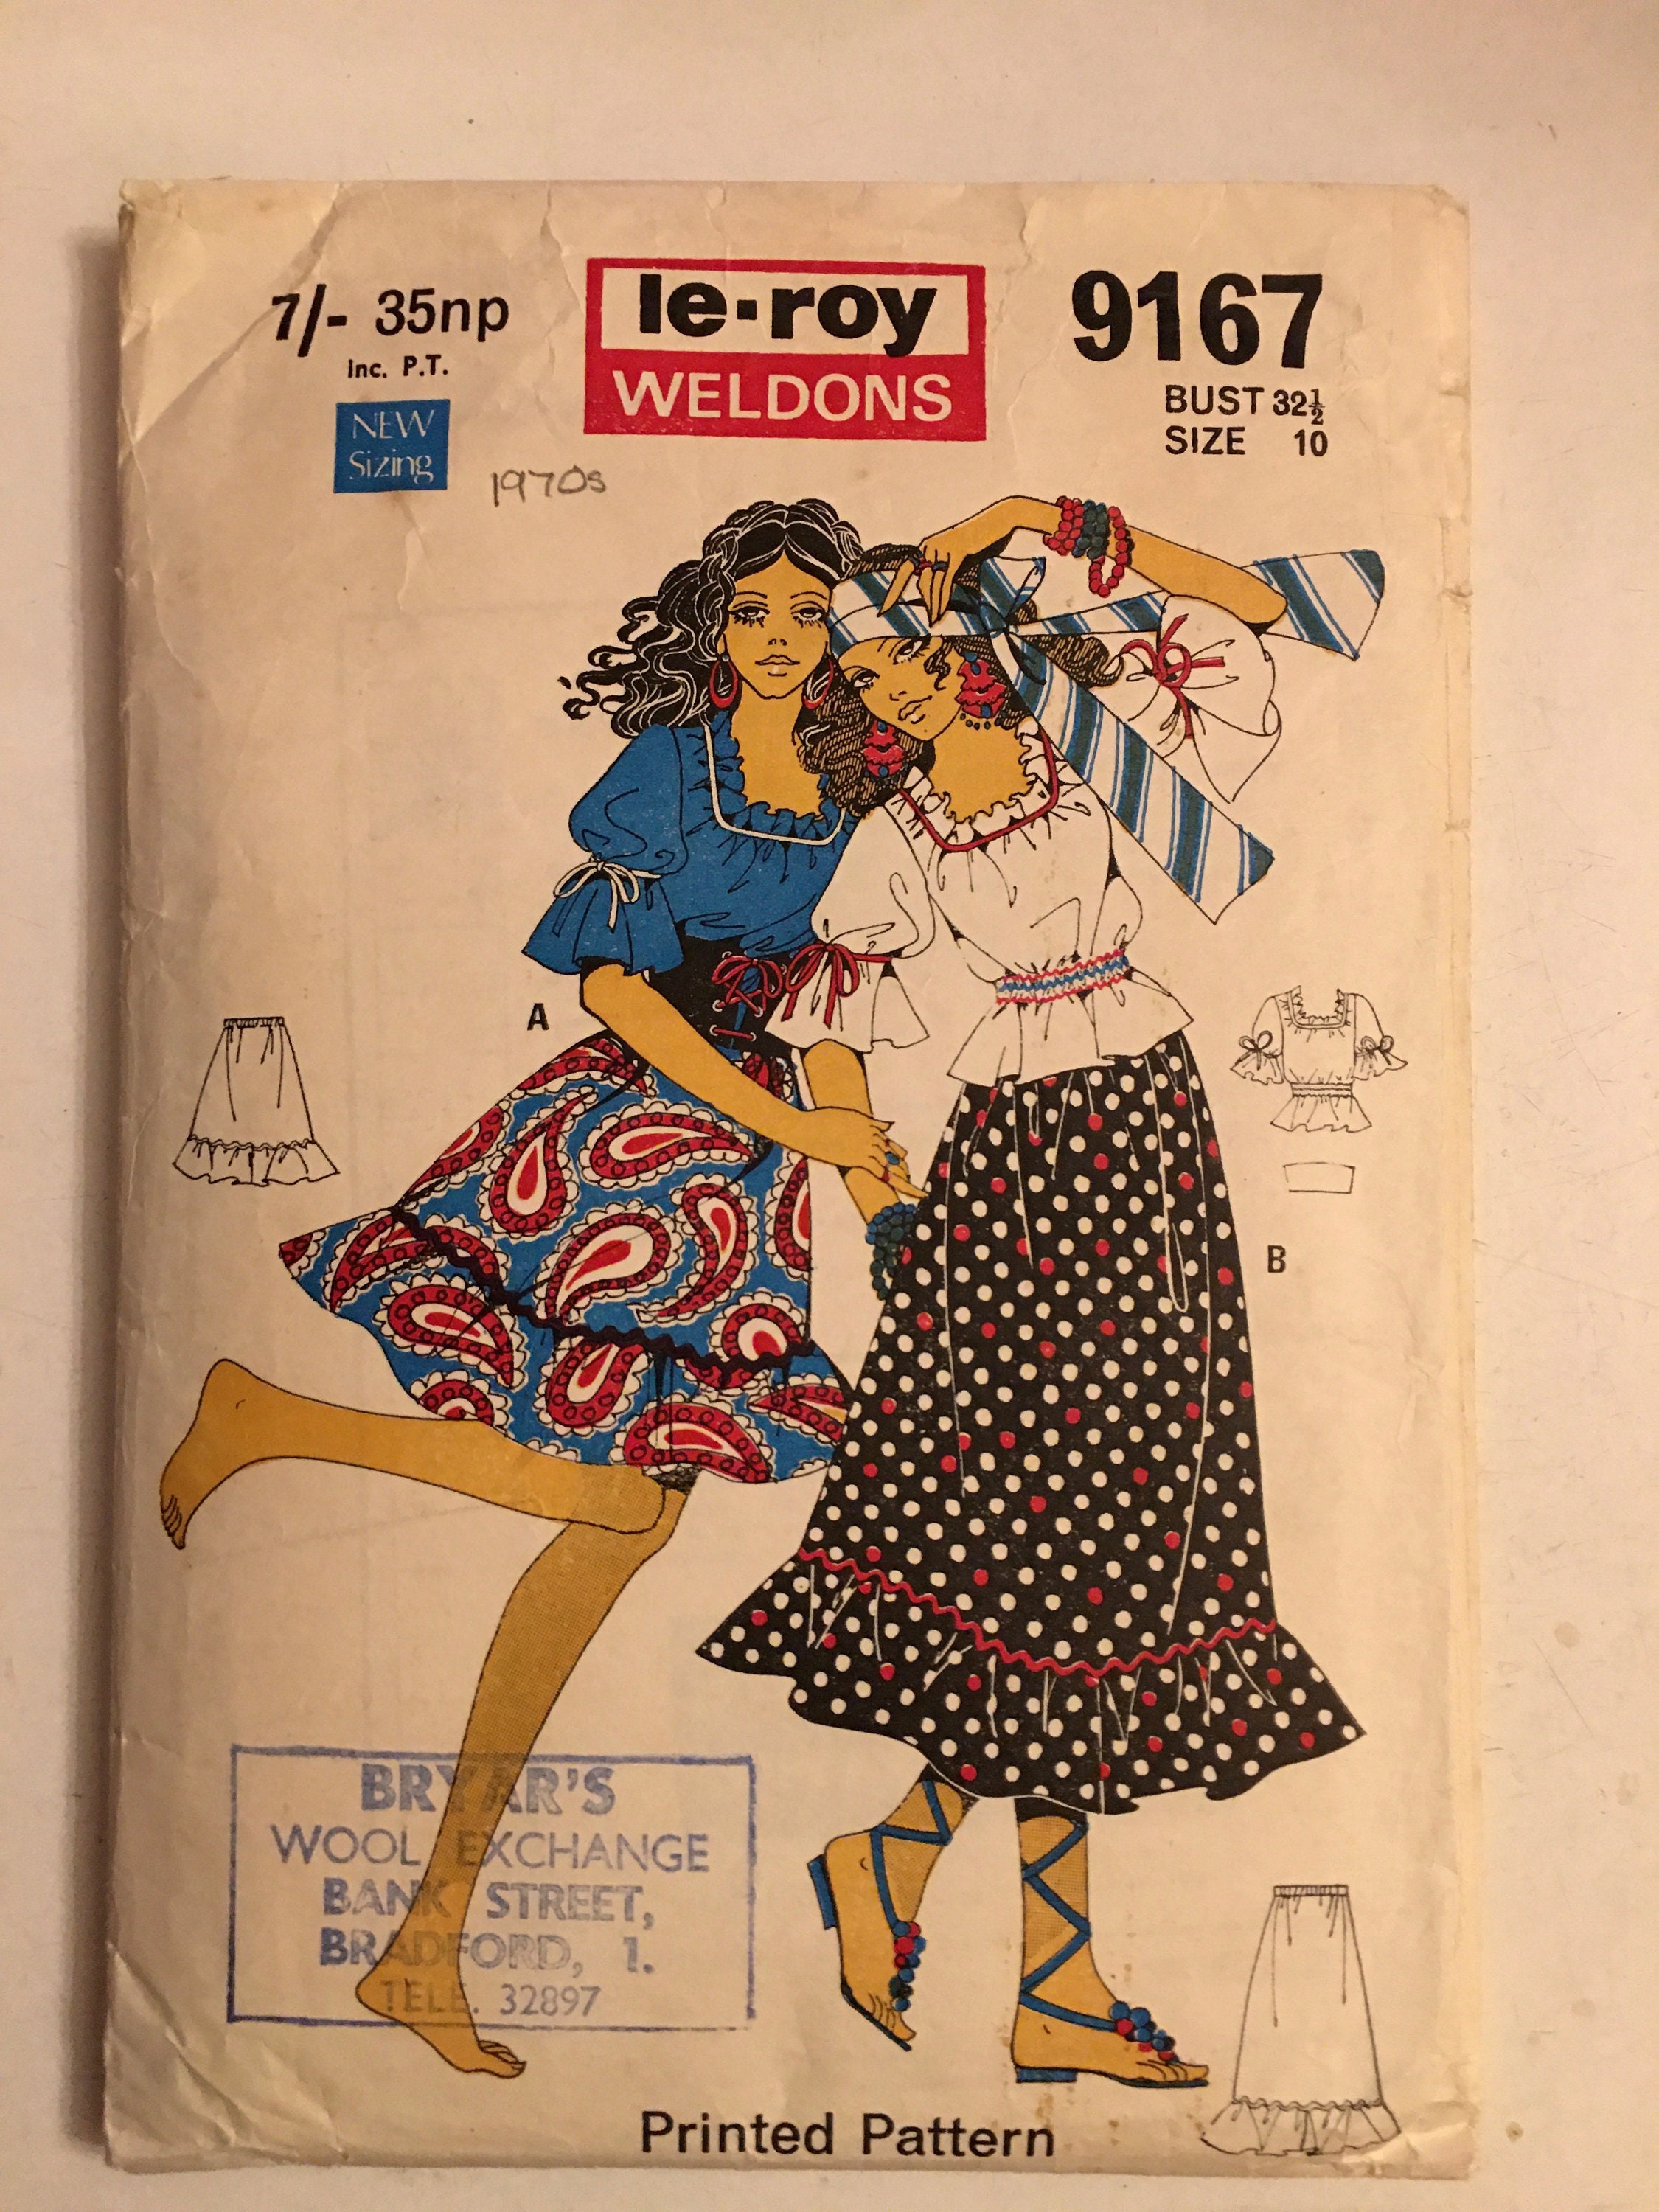 7/- 35np
inc. P.T.
NEW
Sizing
1970s
le-roy
WELDONS
9167
BUST 32½
SIZE 10
A
B
BRYAR'S
WOOL EXCHANGE
BANK STREET,
BRADFORD, 1.
TELE. 32897
Printed Pattern